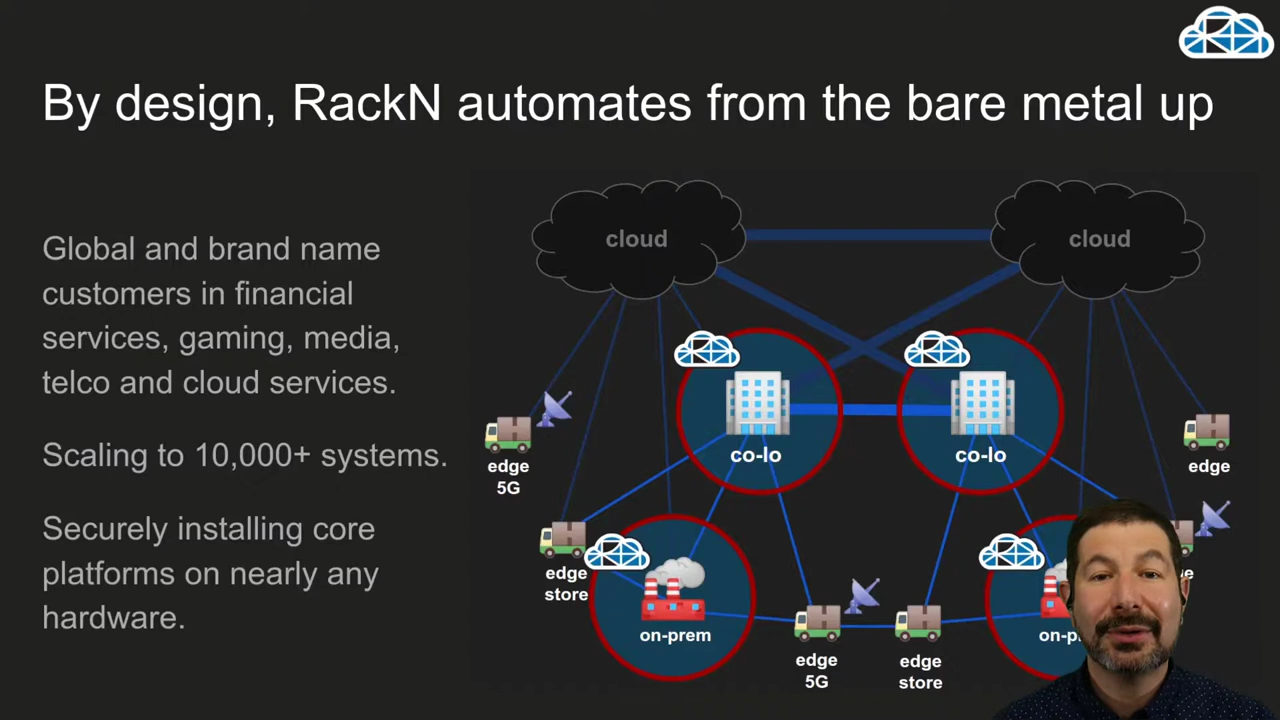 By design, RackN automates from the bare metal up
Global and brand name
customers in financial
services, gaming, media,
telco and cloud services.
Scaling to 10,000+ systems.
Securely installing core
platforms on nearly any
hardware.
cloud
cloud
co-lo
co-lo
edge
5G
edge
edge
store
on-prem
edge
5G
edge
store